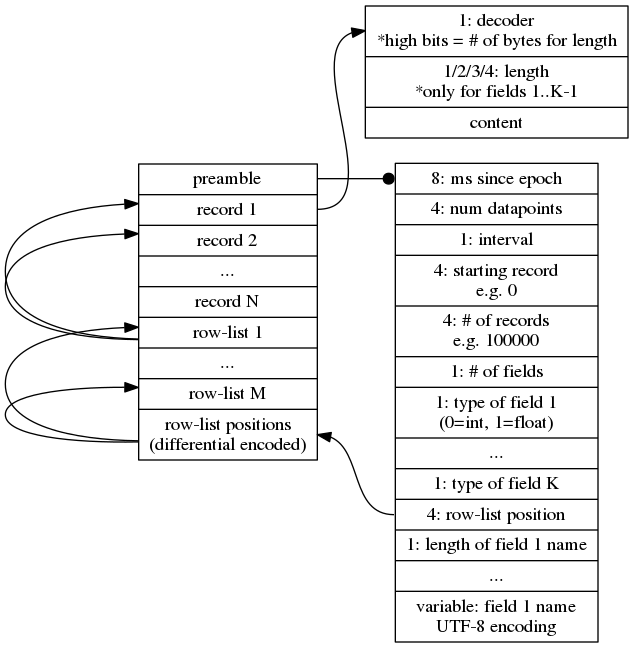 1: decoder
*high bits = # of bytes for length
1/2/3/4: length
*only for fields 1..K-1
content
preamble
record 1
record 2
...
record N
row-list 1
...
row-list M
row-list positions
(differential encoded)
8: ms since epoch
4: num datapoints
1: interval
4: starting record
e.g. 0
4: # of records
e.g. 100000
1: # of fields
1: type of field 1
(0=int, 1=float)
...
1: type of field K
4: row-list position
1: length of field 1 name
...
variable: field 1 name
UTF-8 encoding